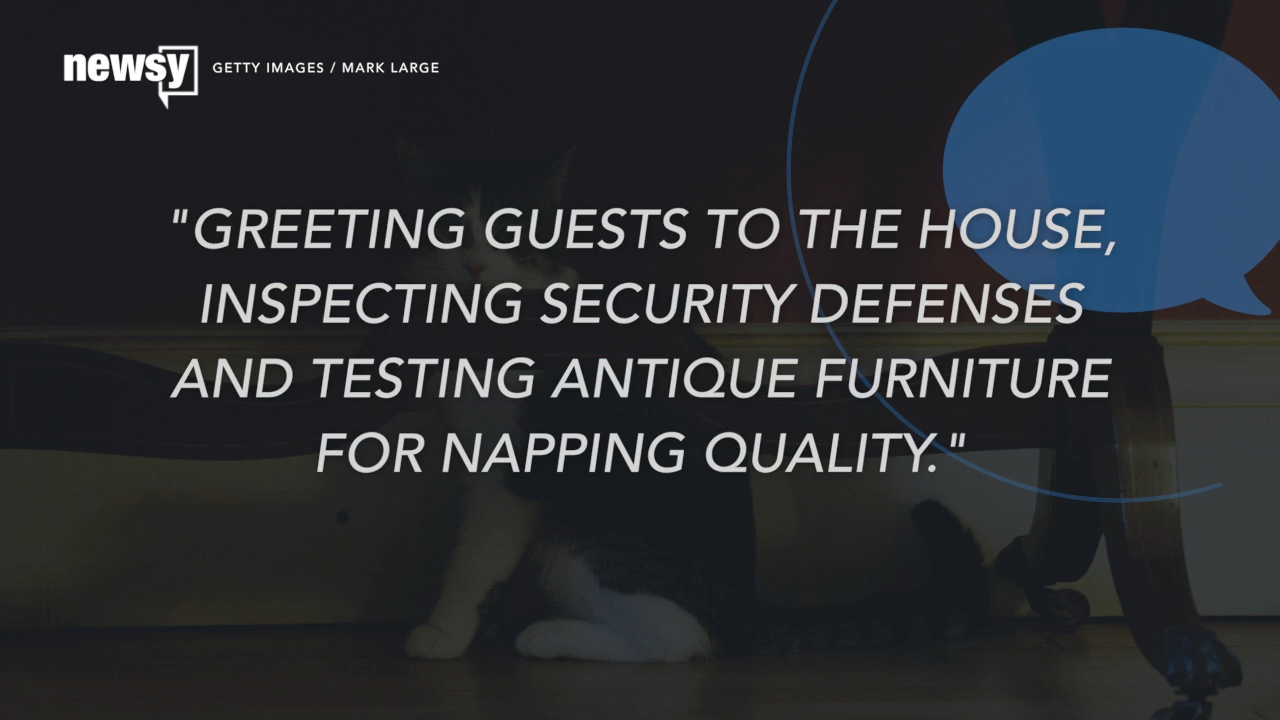 newsy GETTY IMAGES / MARK LARGE
"GREETING GUESTS TO THE HOUSE,
INSPECTING SECURITY DEFENSES
AND TESTING ANTIQUE FURNITURE
FOR NAPPING QUALITY."